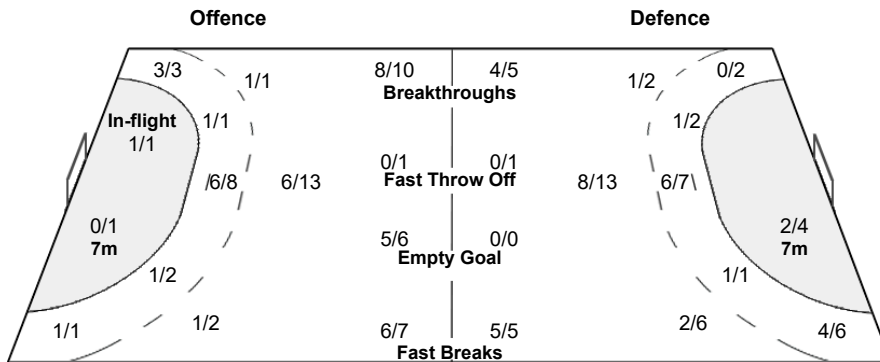 Offence Defence
3/3 1/1 8/10 4/5 1/2 0/2
Breakthroughs
In-flight 1/1 1/2
1/1
0/1 0/1
6/8 6/13 Fast Throw Off 8/13 6/7
0/1 2/4
7m 5/6 0/0 7m
Empty Goal
1/2 1/1
1/1 1/2 6/7 5/5 2/6 4/6
Fast Breaks